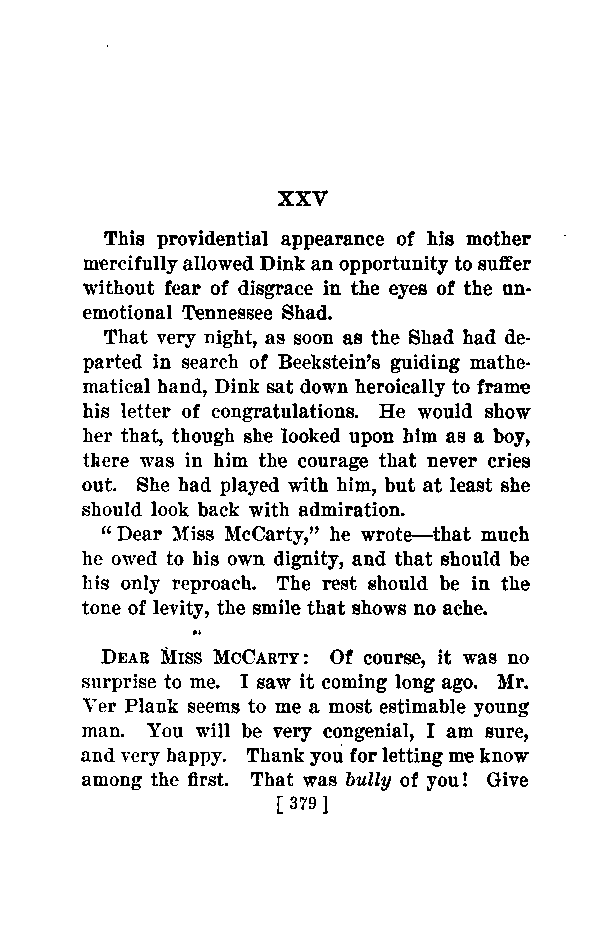 XXV
This providential appearance of his mother
mercifully allowed Dink an opportunity to suffer
without fear of disgrace in the eyes of the un-
emotional Tennessee Shad.
That very night, as soon as the Shad had de-
parted in search of Beekstein's guiding mathe-
matical hand, Dink sat down heroically to frame
his letter of congratulations. He would show
her that, though she looked upon him as a boy,
there was in him the courage that never cries
out. She had played with him, but at least she
should look back with admiration.
"Dear Miss McCarty," he wrote—that much
he owed to his own dignity, and that should be
his only reproach. The rest should be in the
tone of levity, the smile that shows no ache.
DEAR MISS MCCARTY: Of course, it was no
surprise to me. I saw it coming long ago. Mr.
Ver Plank seems to me a most estimable young
man. You will be very congenial, I am sure,
and very happy. Thank you for letting me know
among the first. That was bully of you! Give
[ 379 ]